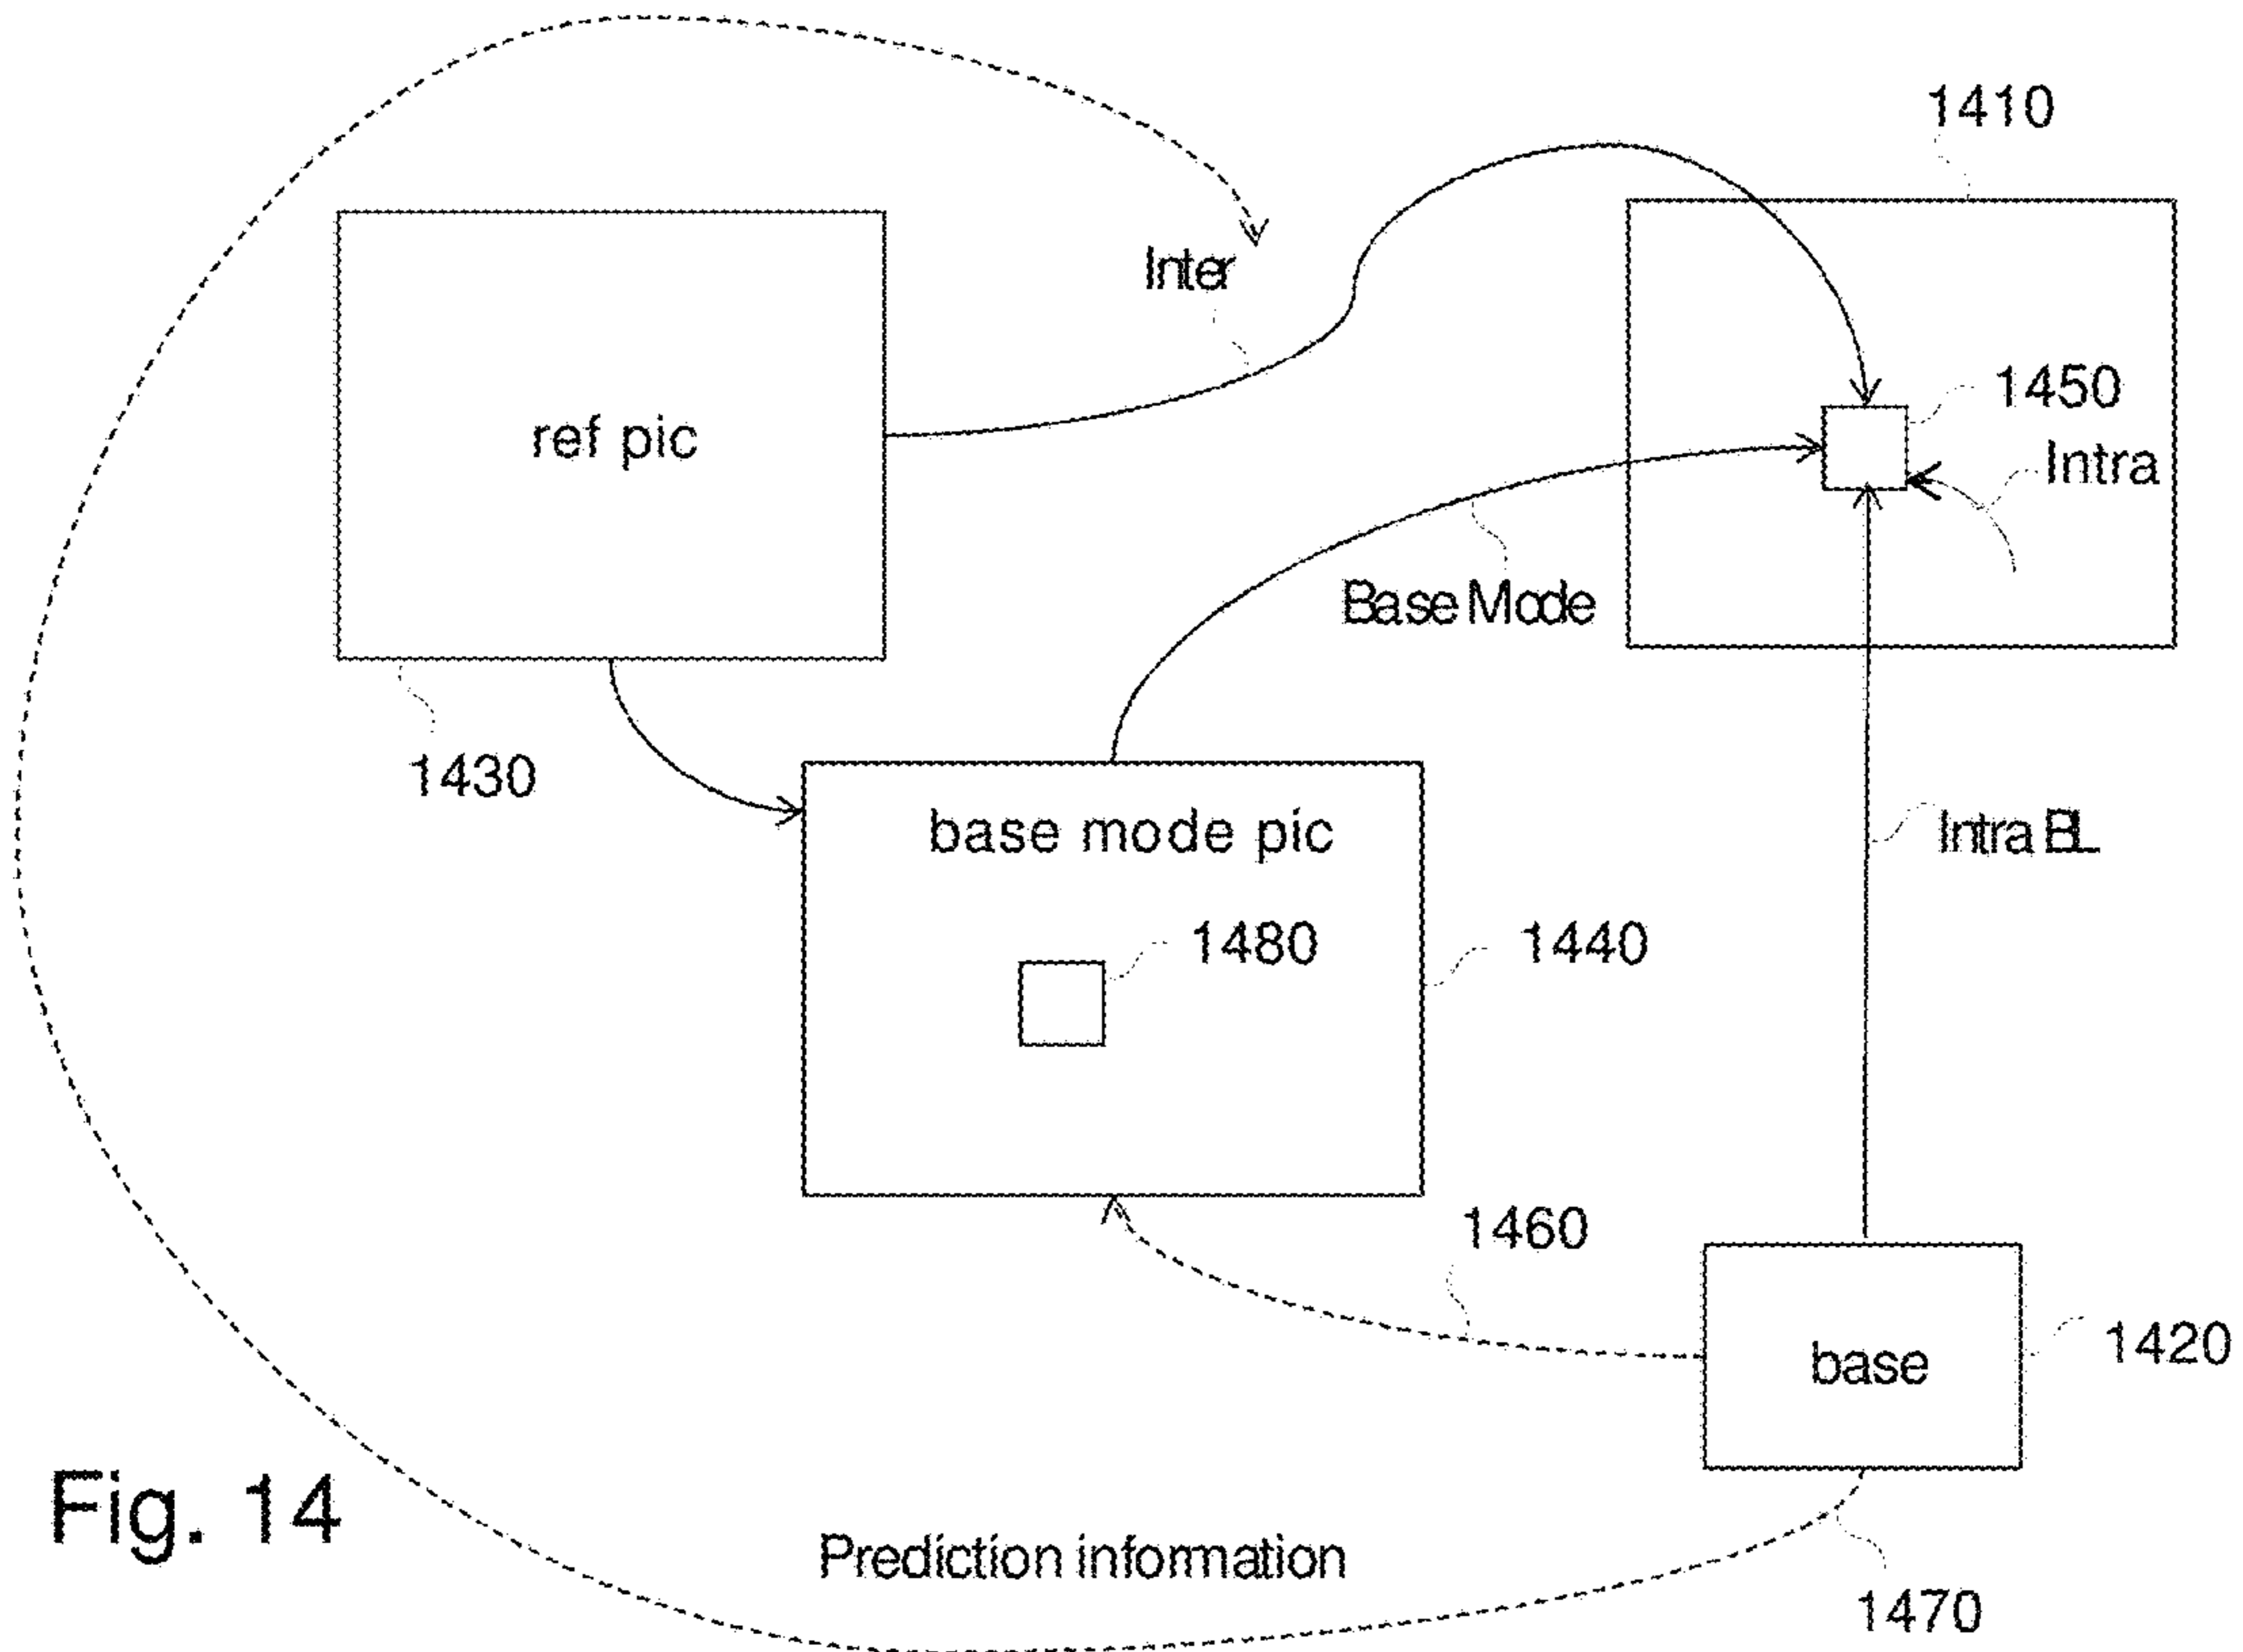 1410
Inter
1450
ref pic
Intra
Base Mode
1430
base mode pic
Intra BL
1480
1440
1460
1420
base
Fig. 14
Prediction information
1470